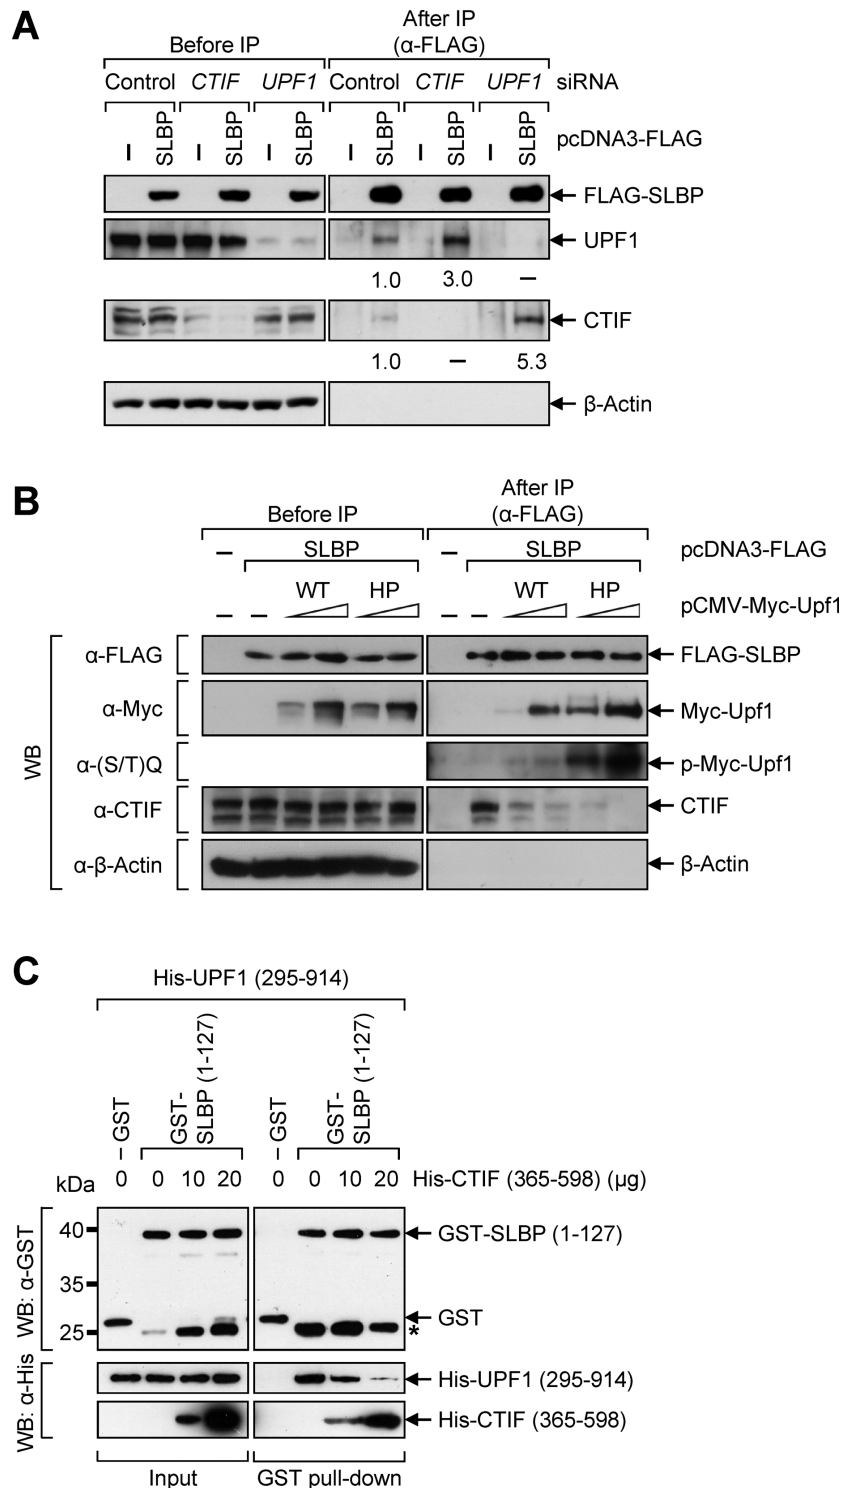 A
Before IP
After IP
(α-FLAG)
Control CTIF UPF1 Control CTIF UPF1 siRNA
– SLBP – SLBP – SLBP – SLBP – SLBP – SLBP pcDNA3-FLAG
FLAG-SLBP
UPF1
1.0 3.0 –
CTIF
1.0 – 5.3
β-Actin
B
Before IP
After IP
(α-FLAG)
– SLBP – SLBP pcDNA3-FLAG
WT HP WT HP
– – – – pCMV-Myc-Upf1
WB
α-FLAG FLAG-SLBP
α-Myc Myc-Upf1
α-(S/T)Q p-Myc-Upf1
α-CTIF CTIF
α-β-Actin β-Actin
C
His-UPF1 (295-914)
– GST
GST-
SLBP (1-127)
– GST
GST-
SLBP (1-127)
kDa 0 0 10 20 0 0 10 20 His-CTIF (365-598) (μg)
WB: α-GST
40 GST-SLBP (1-127)
35
GST
25 *
WB: α-His
His-UPF1 (295-914)
His-CTIF (365-598)
Input GST pull-down